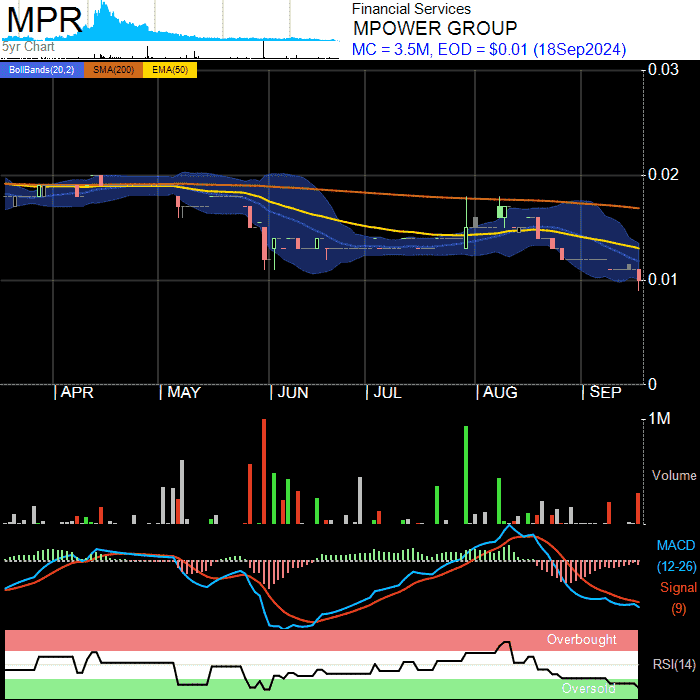 MPR
5yr Chart
Financial Services
MPOWER GROUP
MC = 3.5M, EOD = $0.01 (18Sep2024)
BollBands(20,2) SMA(200) EMA(50)
0.03
0.02
0.01
0
APR MAY JUN JUL AUG SEP
1M
Volume
MACD
(12-26)
Signal
(9)
Overbought
RSI(14)
Oversold